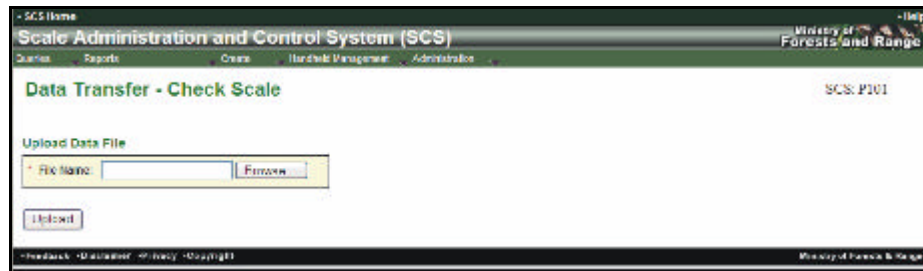 SCS Home Help
Scale Administration and Control System (SCS) Ministry of Forests and Range
Queries Reports Create Handheld Management Administration
Data Transfer - Check Scale SCS: P101
Upload Data File
* File Name: Browse...
Upload
Feedback Disclaimer Privacy Copyright Ministry of Forests & Range